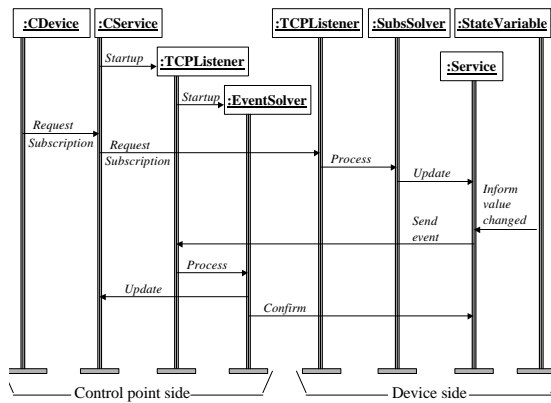 :CDevice
:CService
:TCPListener
:SubsSolver
:StateVariable
Startup
:TCPListener
:Service
Startup
:EventSolver
Request
Subscription
Request
Subscription
Process
Update
Inform
value
changed
Send
event
Process
Update
Confirm
Control point side
Device side